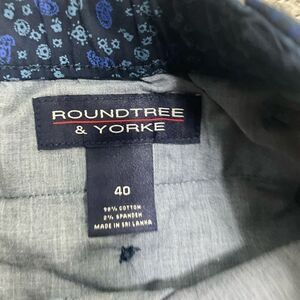 ROUNDTREE
& YORKE
40
98% COTTON
2% SPANDEX
MADE IN SRI LANKA